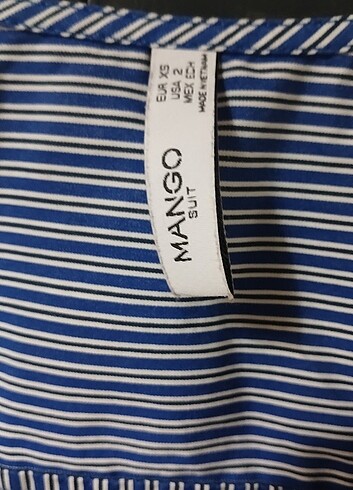 MANGO
SUIT
EUR XS
USA 2
MEX ECH
MADE IN VIETNAM